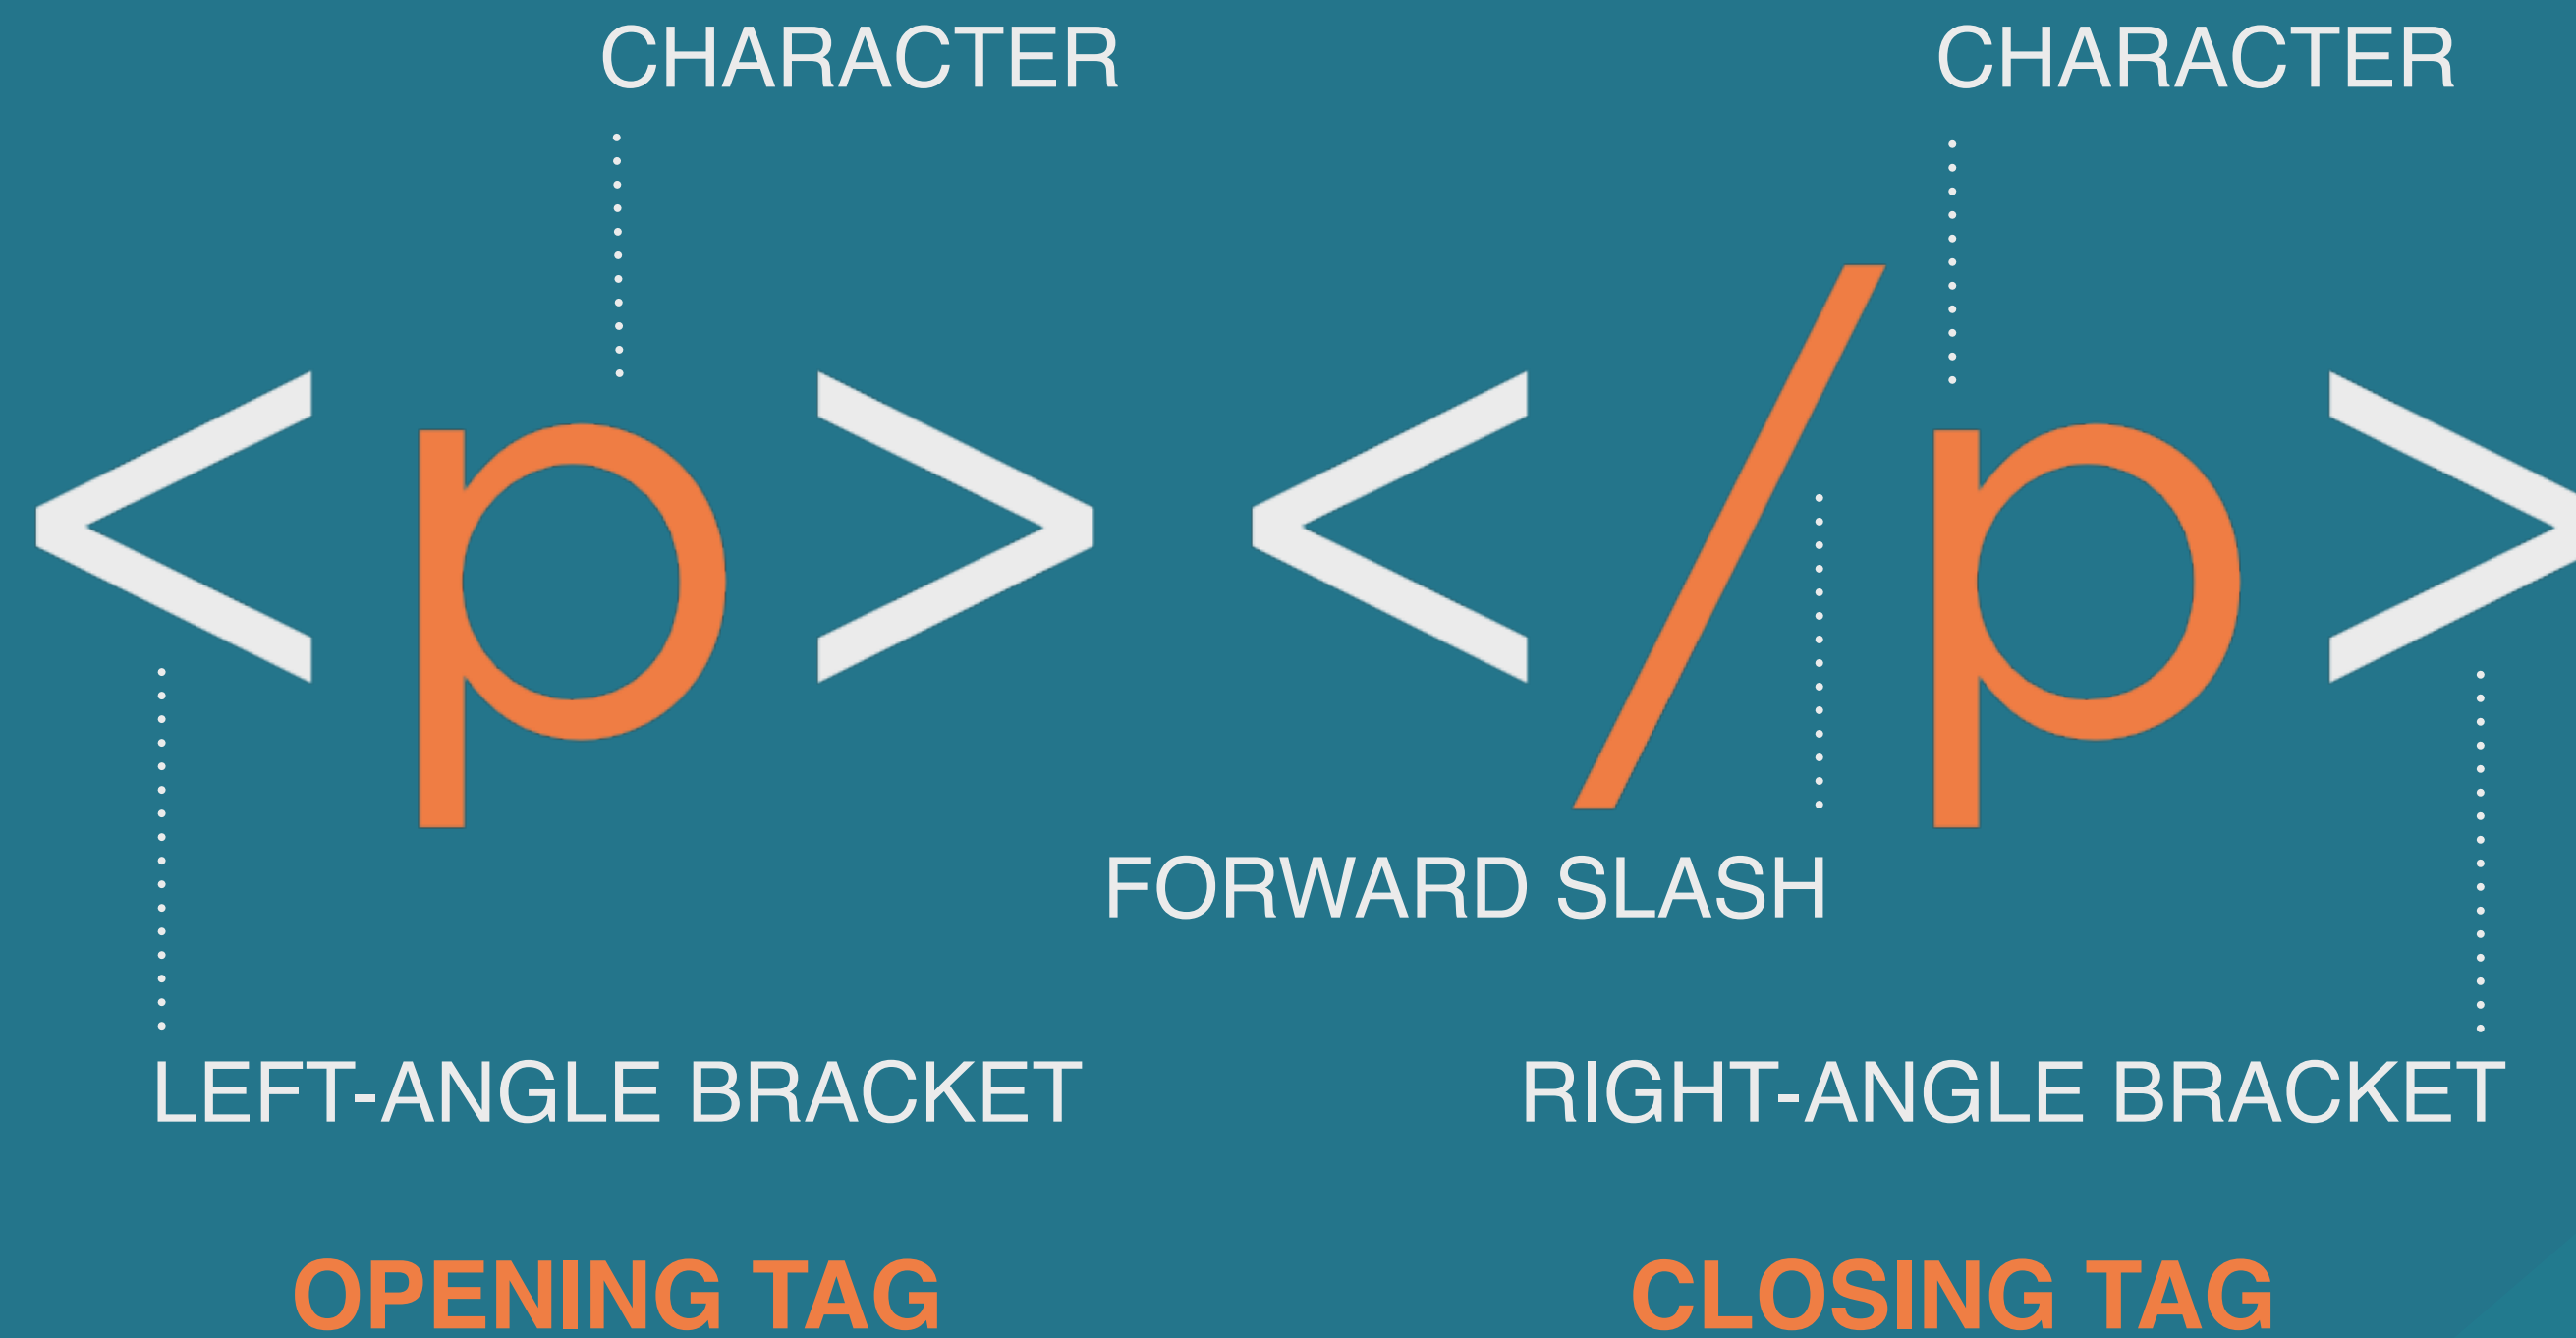 CHARACTER CHARACTER
<p></p>
FORWARD SLASH
LEFT-ANGLE BRACKET RIGHT-ANGLE BRACKET
OPENING TAG CLOSING TAG